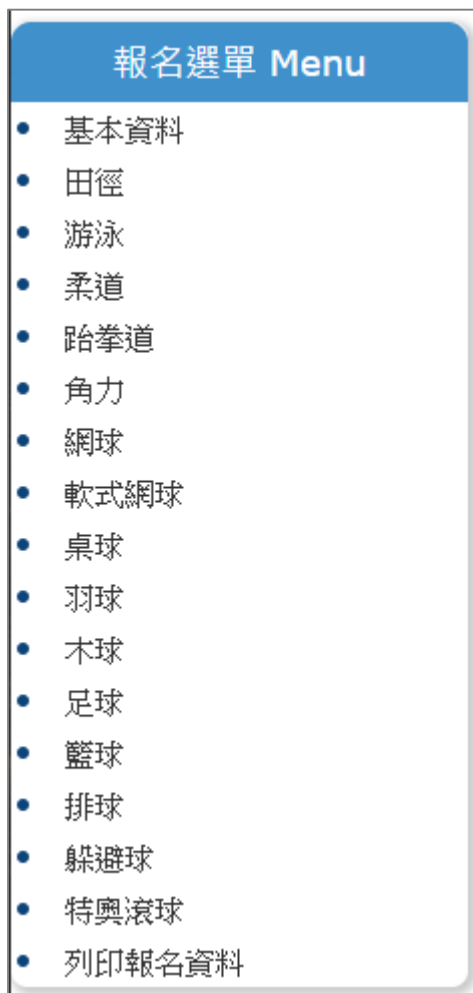 報名選單 Menu
基本資料
田徑
游泳
柔道
跆拳道
角力
網球
軟式網球
桌球
羽球
木球
足球
籃球
排球
躲避球
特奧滾球
列印報名資料